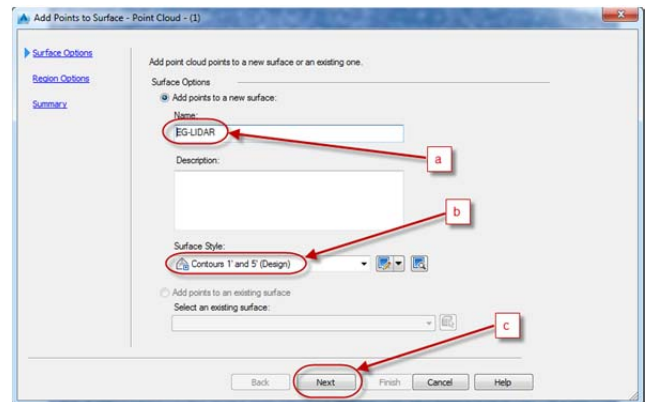 Add Points to Surface - Point Cloud - (1)
Surface Options
Region Options
Summary
Add point cloud points to a new surface or an existing one.
Surface Options
Add points to a new surface:
Name:
EG-LIDAR
a
Description:
b
Surface Style:
Contours 1' and 5' (Design)
Add points to an existing surface
Select an existing surface:
c
Back Next Finish Cancel Help